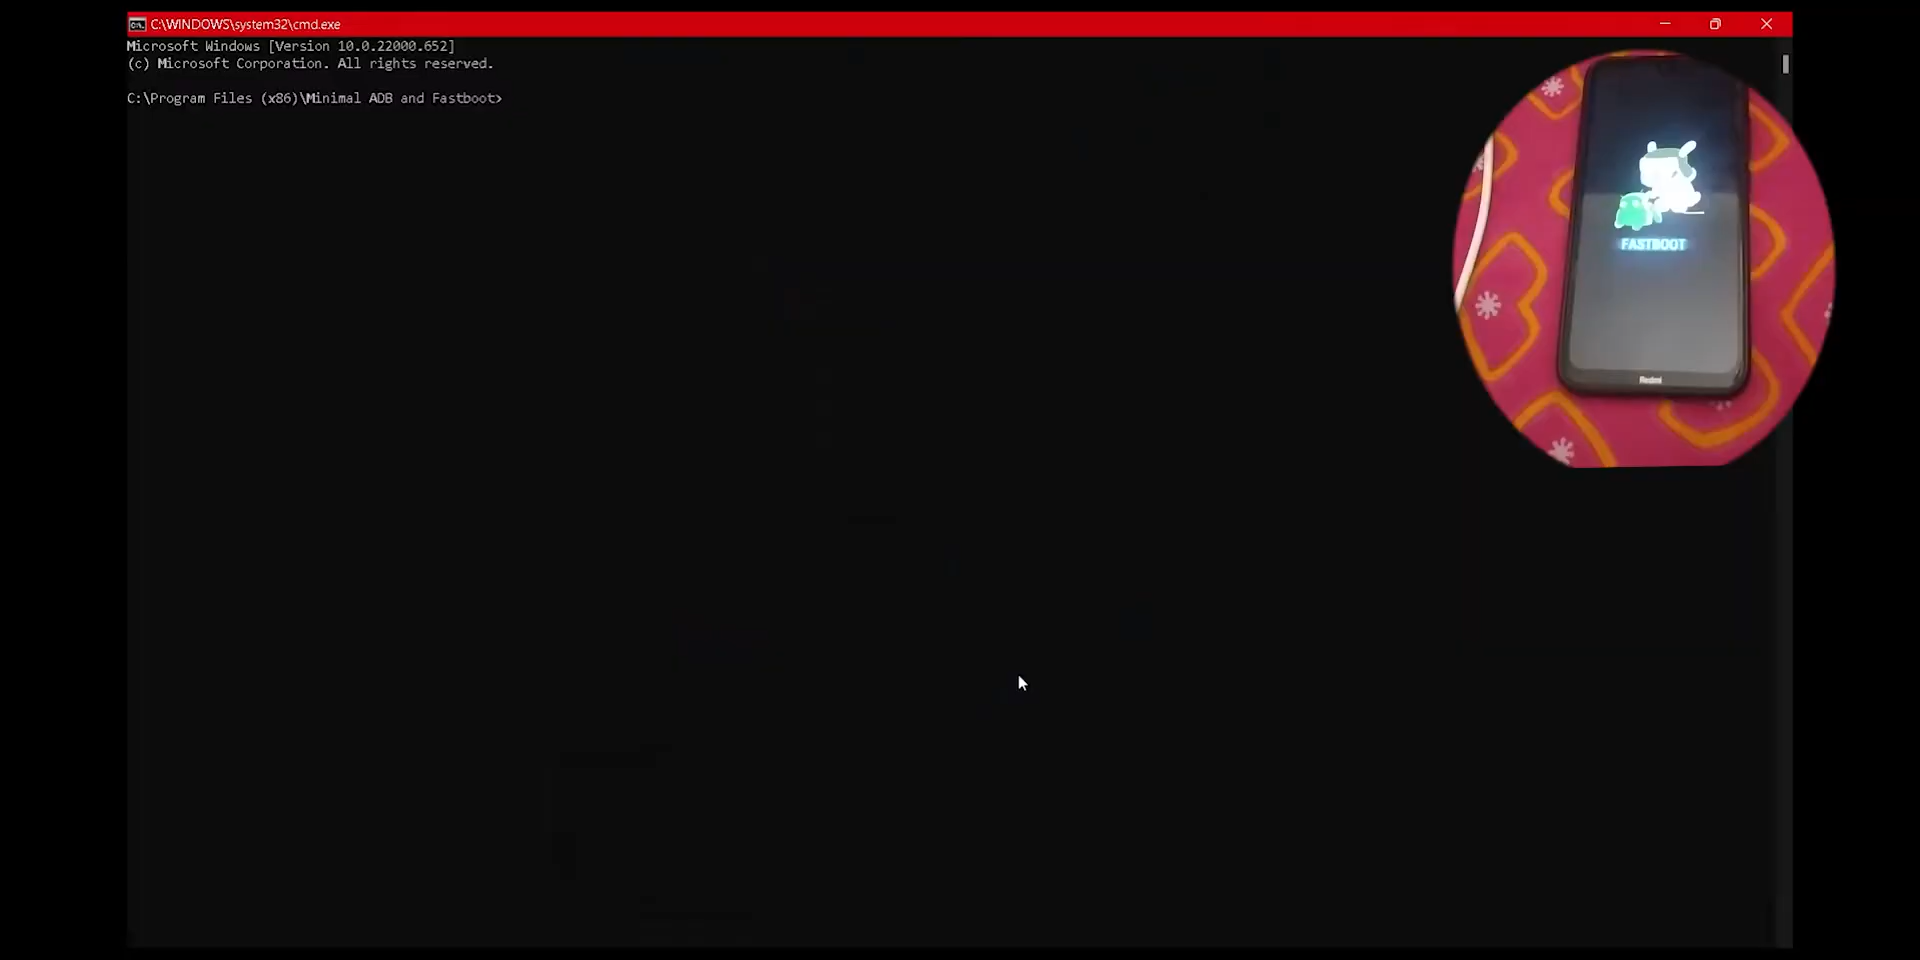 C:\WINDOWS\system32\cmd.exe
Microsoft Windows [Version 10.0.22000.652]
(c) Microsoft Corporation. All rights reserved.
C:\Program Files (x86)\Minimal ADB and Fastboot>
FASTBOOT
Redmi